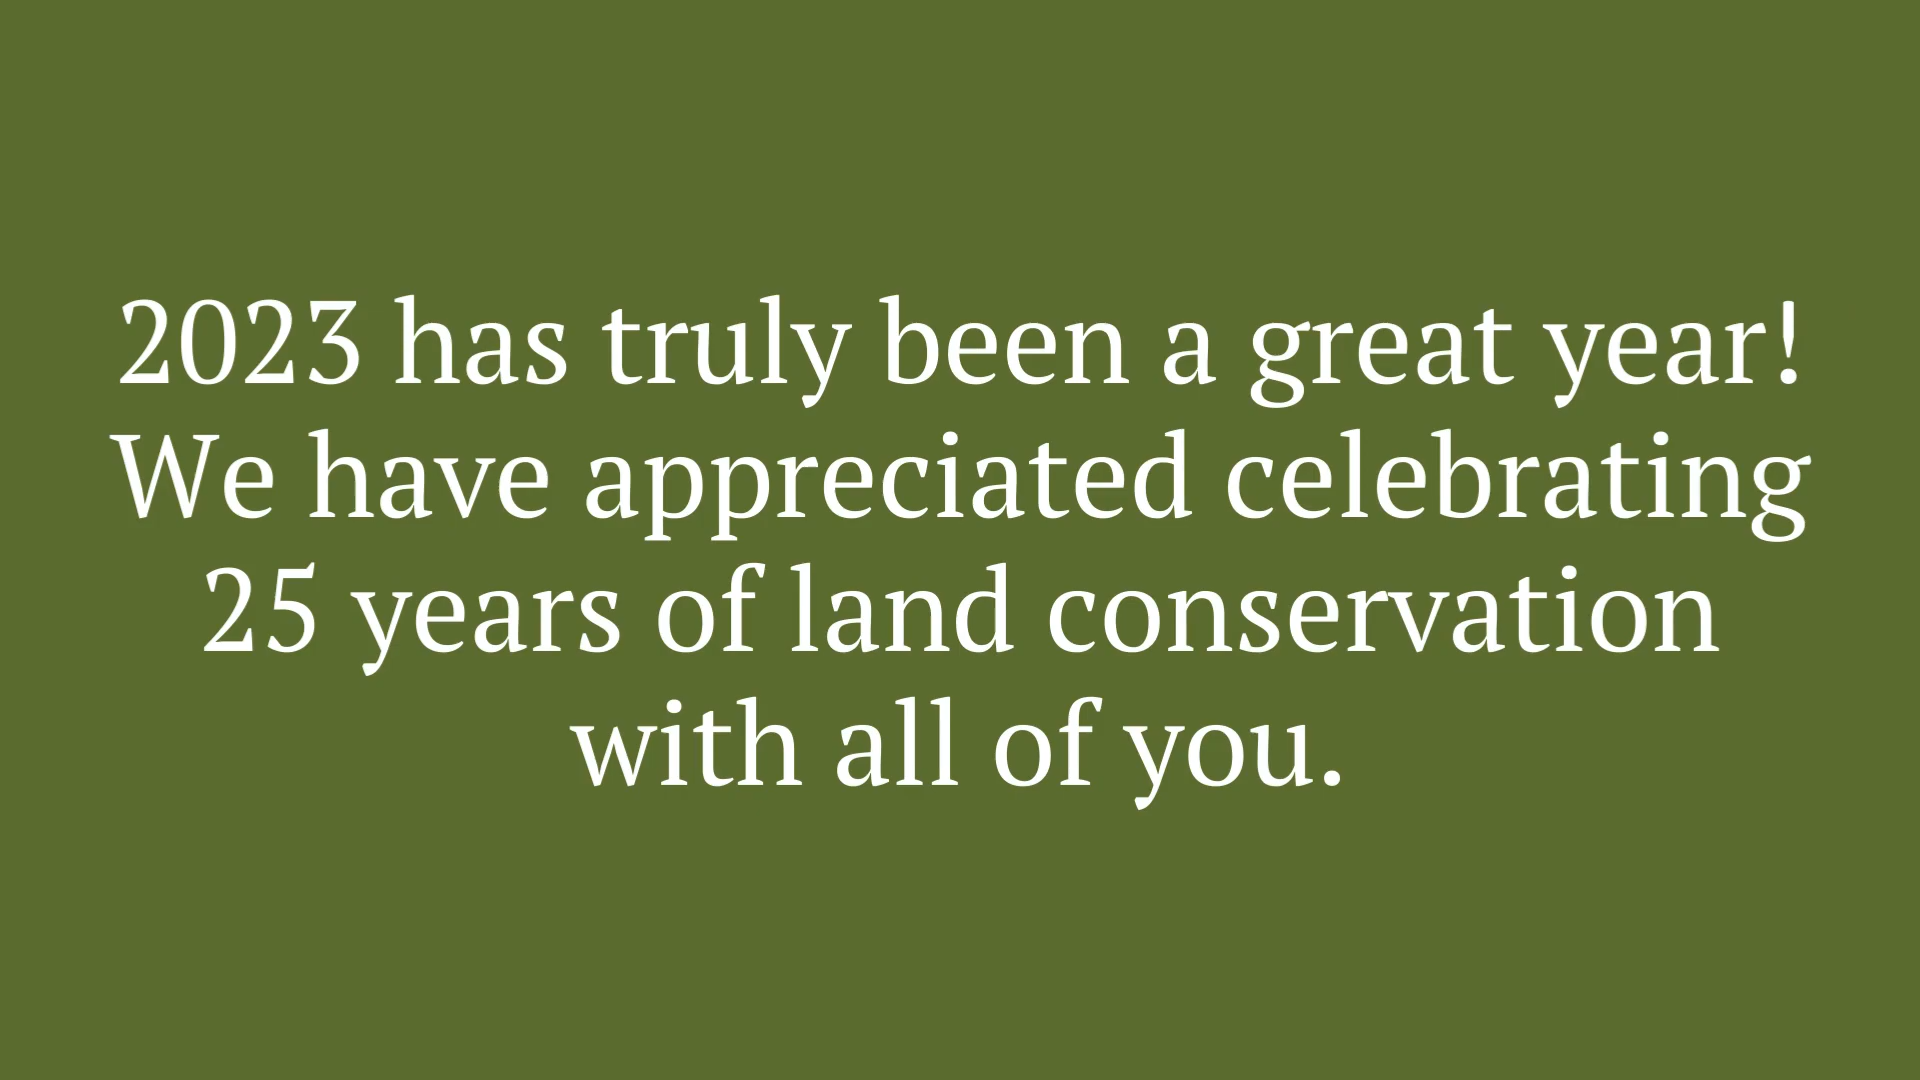 2023 has truly been a great year!
We have appreciated celebrating
25 years of land conservation
with all of you.